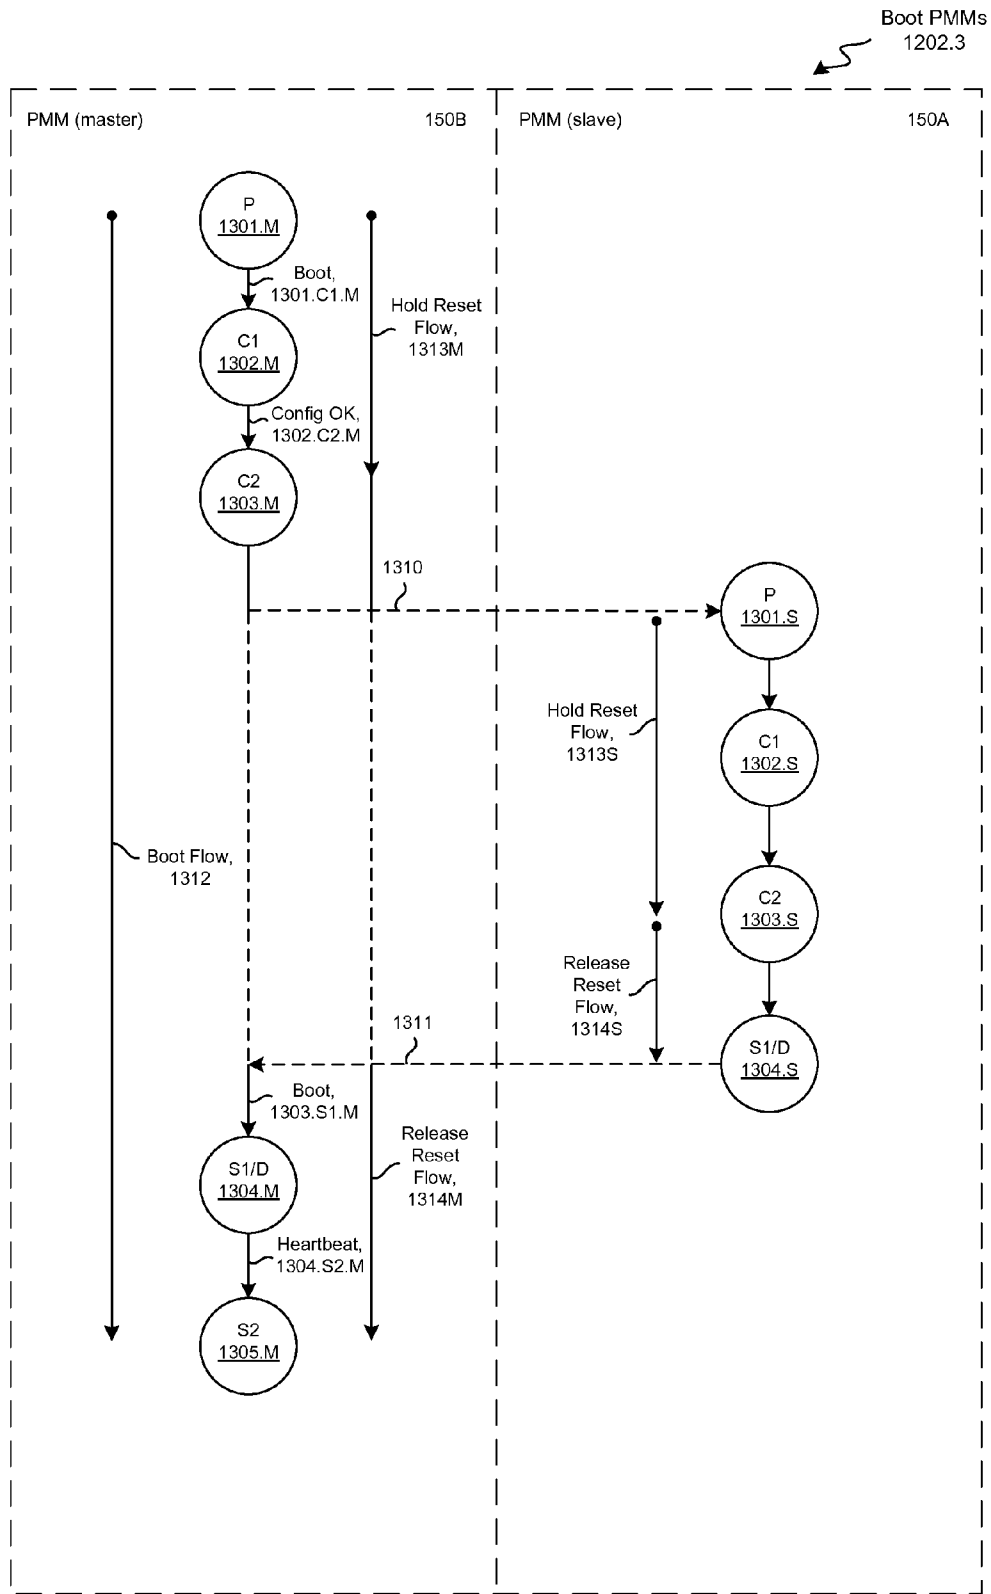 Boot PMMs
1202.3
PMM (master)
150B
PMM (slave)
150A
P
1301.M
Boot,
1301.C1.M
Hold Reset
Flow,
1313M
C1
1302.M
Config OK,
1302.C2.M
C2
1303.M
1310
P
1301.S
Hold Reset
Flow,
1313S
C1
1302.S
Boot Flow,
1312
C2
1303.S
Release
Reset
Flow,
1314S
1311
S1/D
1304.S
Boot,
1303.S1.M
Release
Reset
Flow,
1314M
S1/D
1304.M
Heartbeat,
1304.S2.M
S2
1305.M